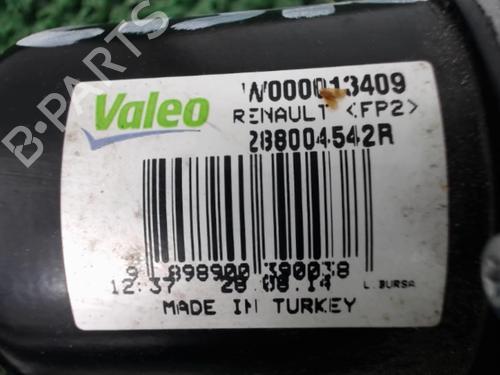 B-PARTS
Valeo
W000013409
RENAULT <FP2>
288004542R
9 898900 390038
12:37 28.08.14 L.BURSA
MADE IN TURKEY